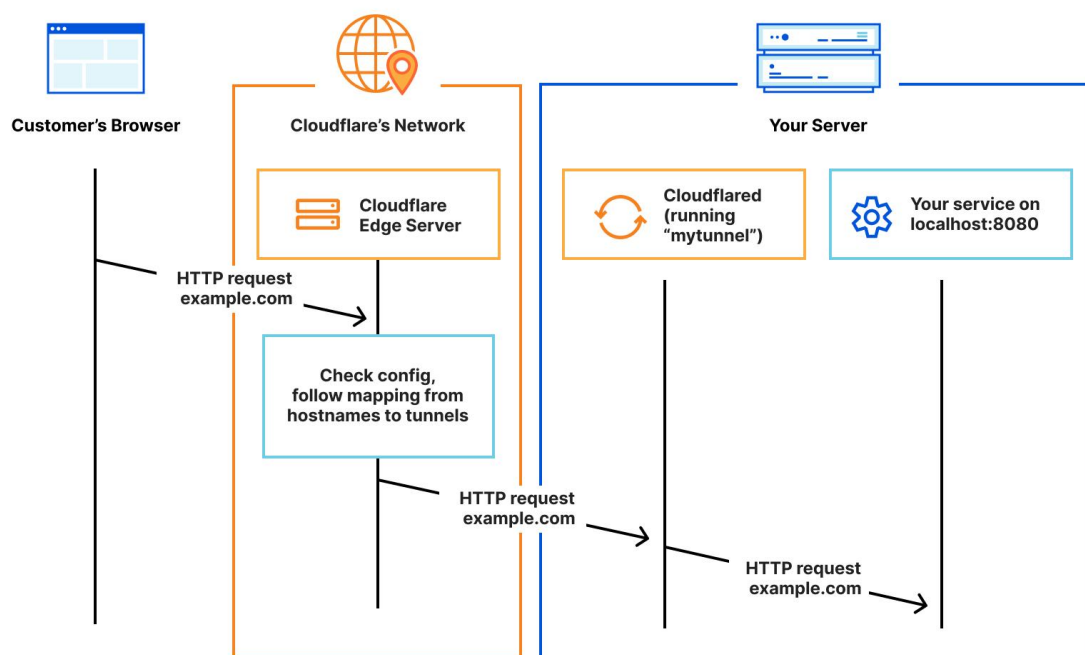 Customer’s Browser
Cloudflare’s Network
Your Server
Cloudflare
Edge Server
Cloudflared
(running
“mytunnel”)
Your service on
localhost:8080
HTTP request
example.com
Check config,
follow mapping from
hostnames to tunnels
HTTP request
example.com
HTTP request
example.com